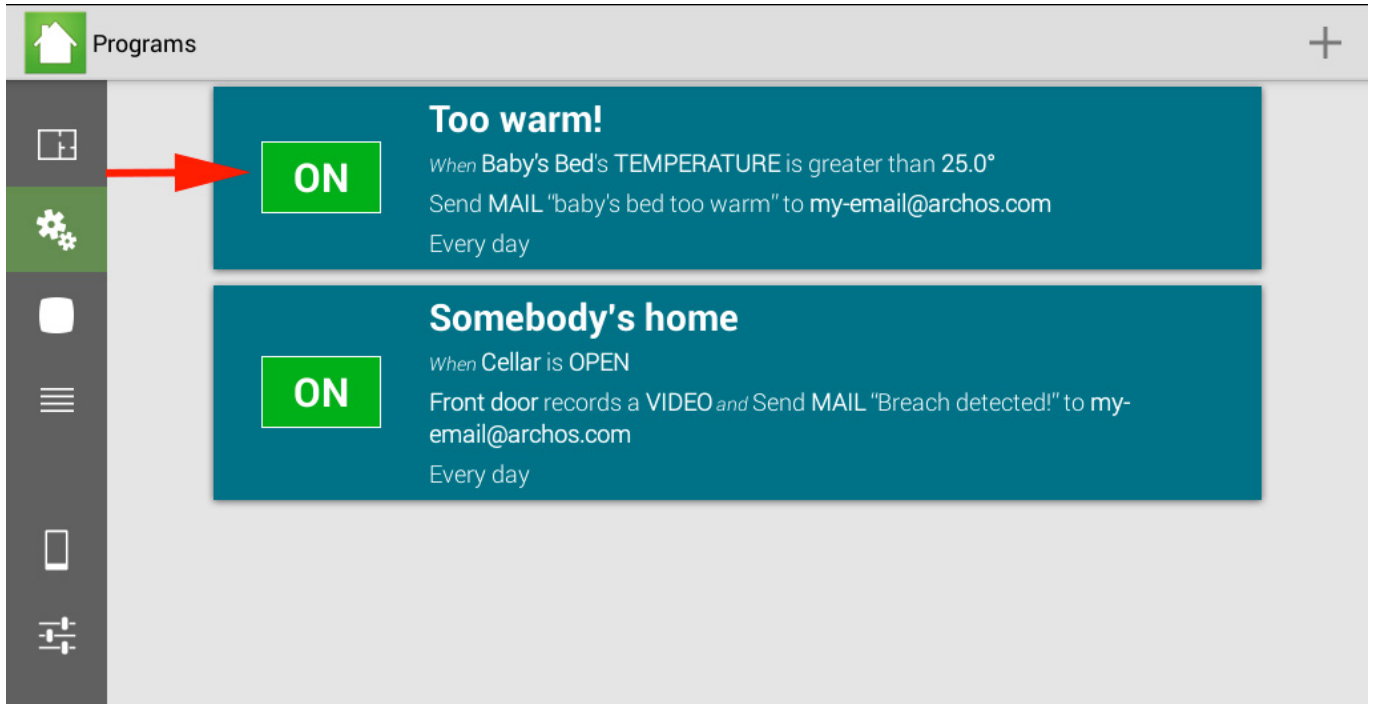 Programs
Too warm!
ON
When Baby's Bed's TEMPERATURE is greater than 25.0°
Send MAIL “baby's bed too warm” to my-email@archos.com
Every day
Somebody's home
ON
When Cellar is OPEN
Front door records a VIDEO and Send MAIL “Breach detected!” to my-
email@archos.com
Every day